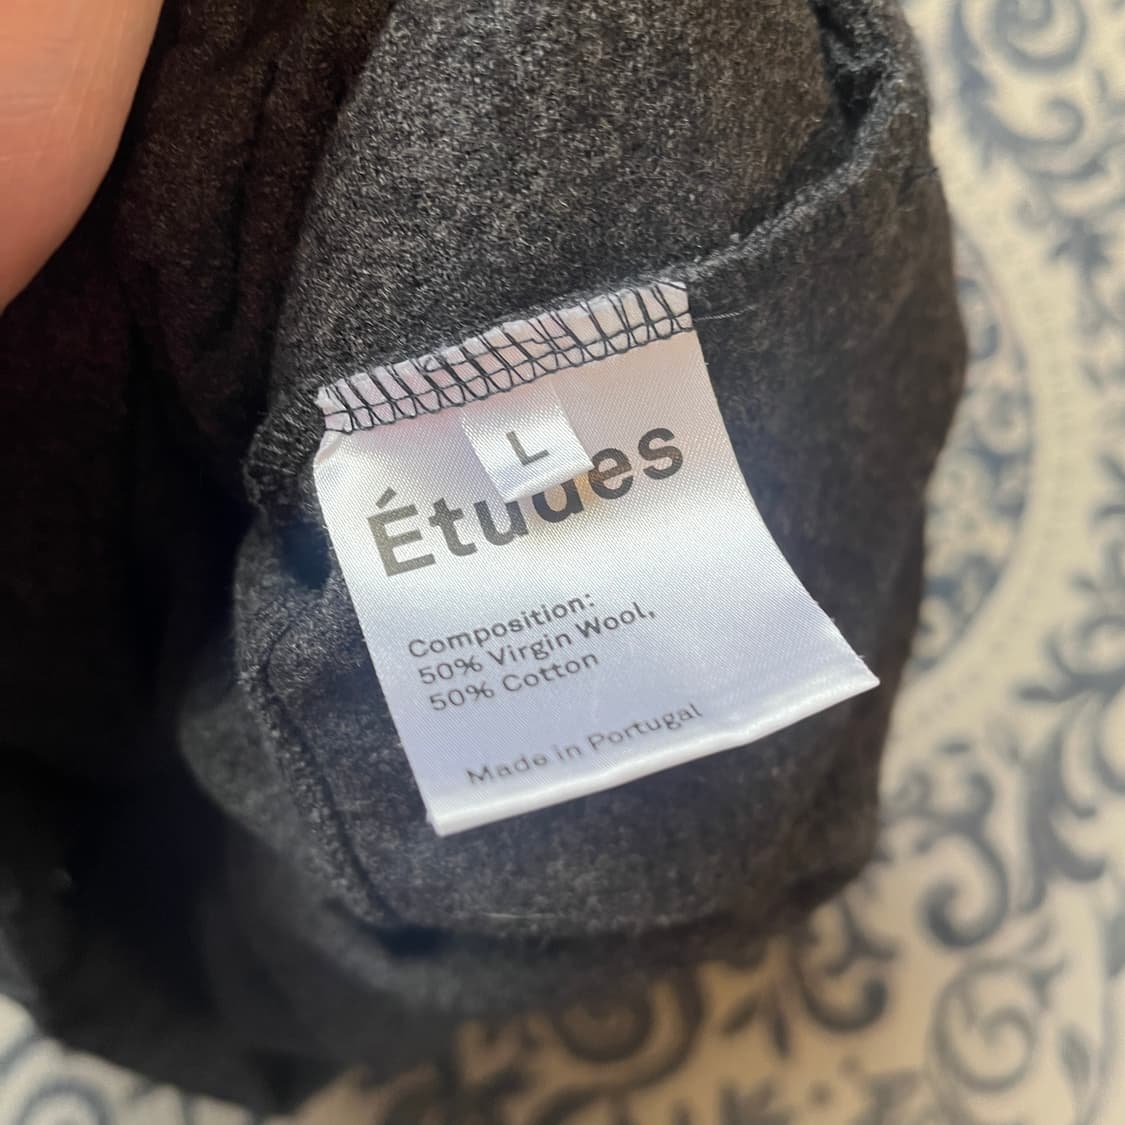 L
Études
Composition:
50% Virgin Wool,
50% Cotton
Made in Portugal